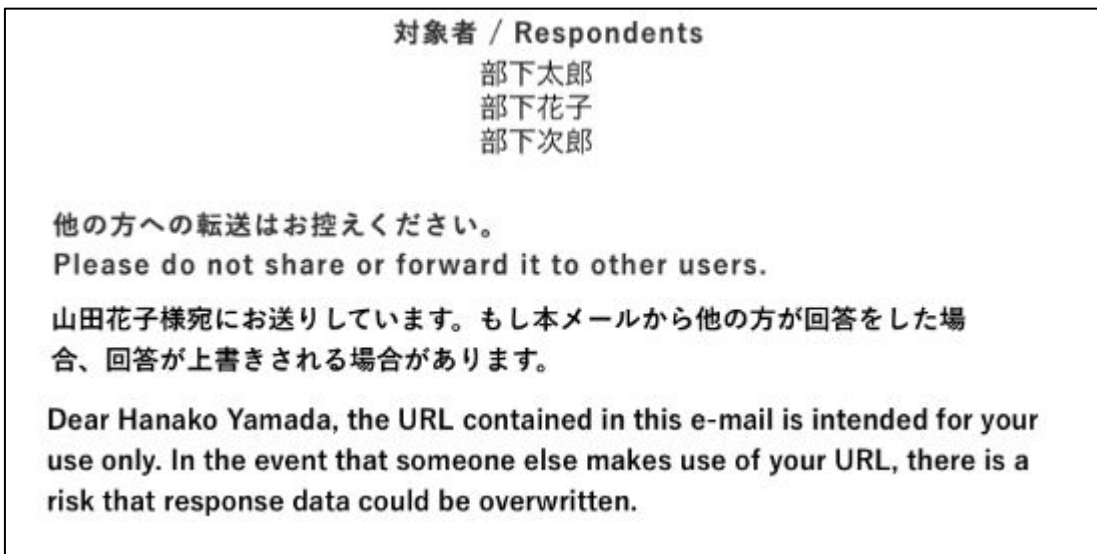 対象者 / Respondents
部下太郎
部下花子
部下次郎
他の方への転送はお控えください。
Please do not share or forward it to other users.
山田花子様宛にお送りしています。もし本メールから他の方が回答をした場
合、回答が上書きされる場合があります。
Dear Hanako Yamada, the URL contained in this e-mail is intended for your
use only. In the event that someone else makes use of your URL, there is a
risk that response data could be overwritten.